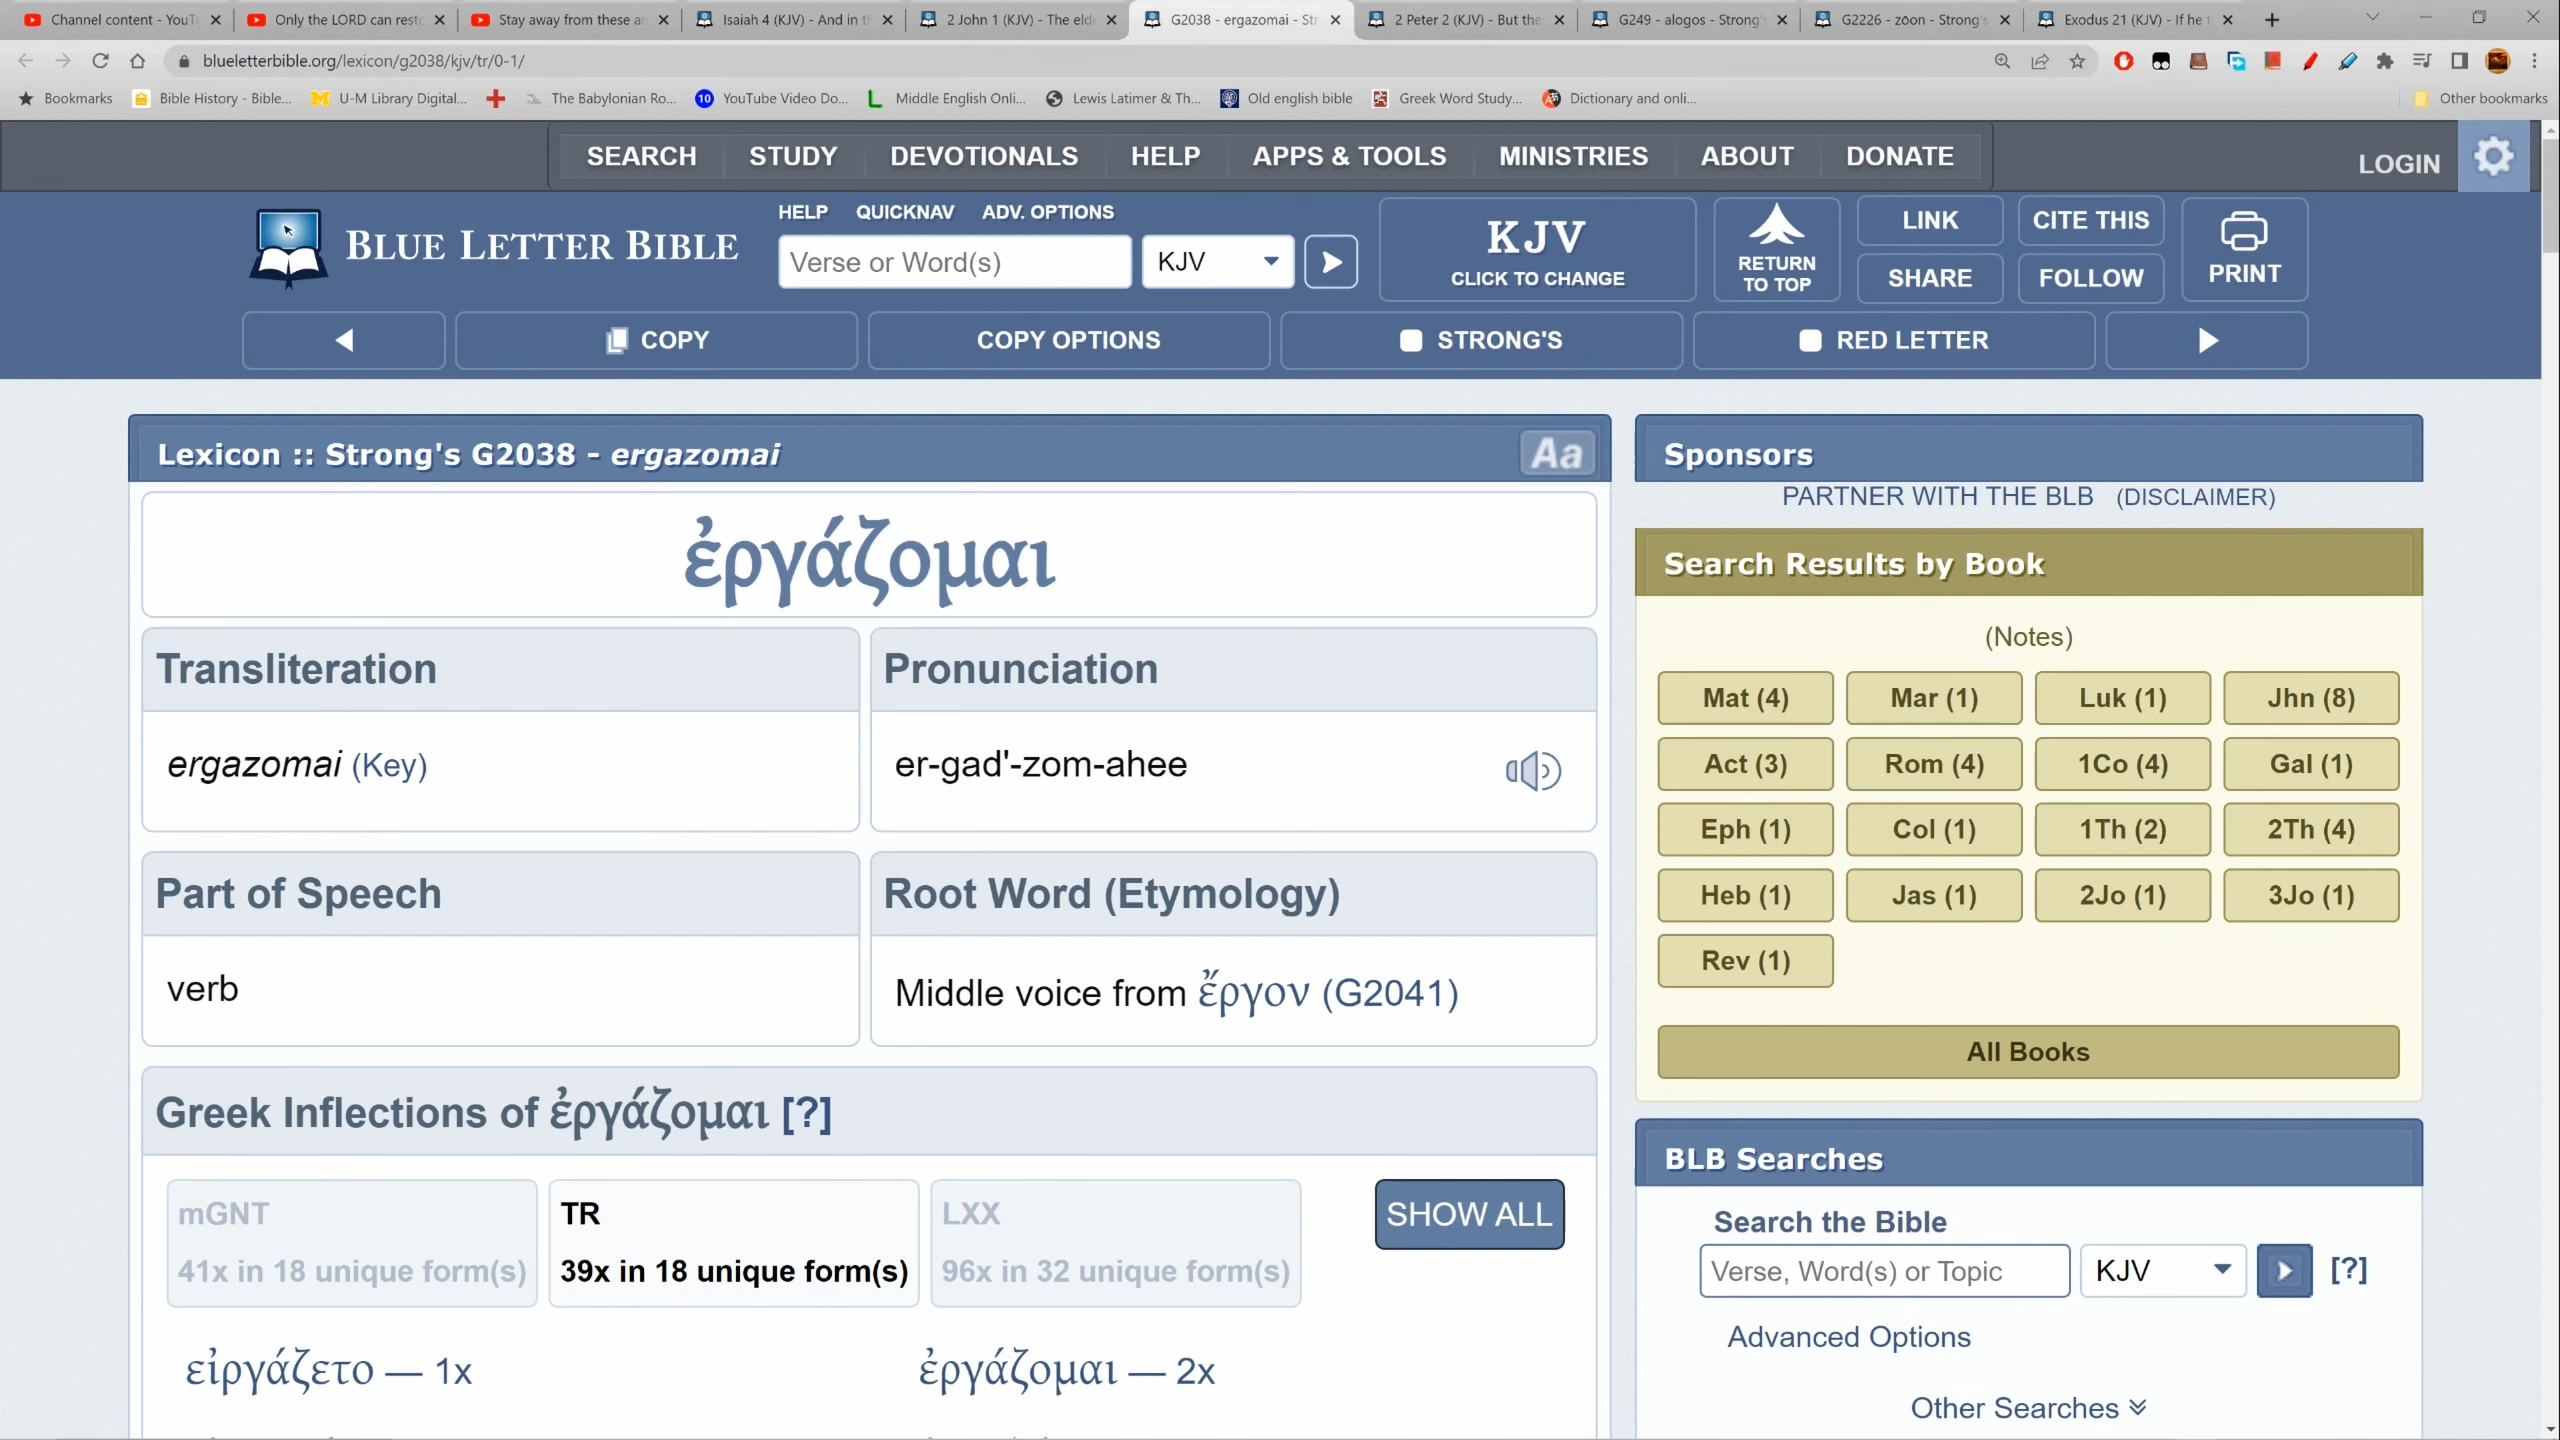 Channel content - YouTu
Only the LORD can resto
Stay away from these an
Isaiah 4 (KJV) - And in th
2 John 1 (KJV) - The elde
G2038 - ergazomai - Str
2 Peter 2 (KJV) - But the
G249 - alogos - Strong's
G2226 - zōon - Strong's
Exodus 21 (KJV) - If he t
blueletterbible.org/lexicon/g2038/kjv/tr/0-1/
Bookmarks
Bible History - Bible...
U-M Library Digital...
The Babylonian Ro...
10 YouTube Video Do...
Middle English Onli...
Lewis Latimer & Th...
Old english bible
Greek Word Study...
Dictionary and onli...
Other bookmarks
SEARCH STUDY DEVOTIONALS HELP APPS & TOOLS MINISTRIES ABOUT DONATE
LOGIN
BLUE LETTER BIBLE
HELP QUICKNAV ADV. OPTIONS
Verse or Word(s)
KJV
KJV
CLICK TO CHANGE
RETURN
TO TOP
LINK
CITE THIS
SHARE
FOLLOW
PRINT
COPY
COPY OPTIONS
STRONG'S
RED LETTER
Lexicon :: Strong's G2038 - ergazomai
Aa
ἐργάζομαι
Transliteration
ergazomai (Key)
Pronunciation
er-gad'-zom-ahee
Part of Speech
verb
Root Word (Etymology)
Middle voice from ἔργον (G2041)
Greek Inflections of ἐργάζομαι [?]
mGNT
41x in 18 unique form(s)
TR
39x in 18 unique form(s)
LXX
96x in 32 unique form(s)
SHOW ALL
εἰργάζετο — 1x
ἐργάζομαι — 2x
Sponsors
PARTNER WITH THE BLB (DISCLAIMER)
Search Results by Book
(Notes)
Mat (4) Mar (1) Luk (1) Jhn (8)
Act (3) Rom (4) 1Co (4) Gal (1)
Eph (1) Col (1) 1Th (2) 2Th (4)
Heb (1) Jas (1) 2Jo (1) 3Jo (1)
Rev (1)
All Books
BLB Searches
Search the Bible
Verse, Word(s) or Topic
KJV
[?]
Advanced Options
Other Searches